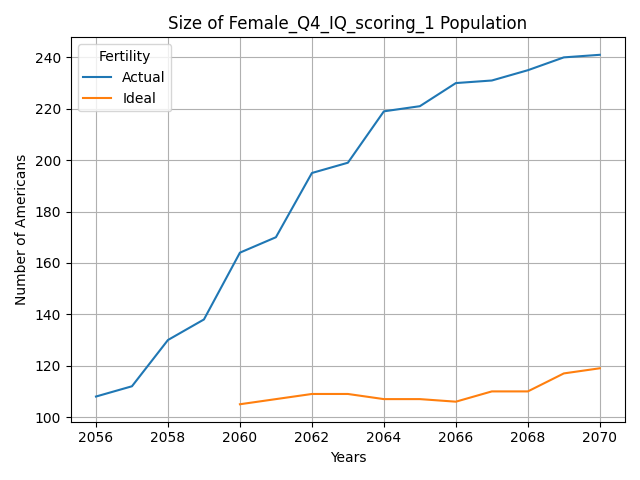 Size of Female_Q4_IQ_scoring_1 Population
Fertility
Actual
Ideal
Number of Americans
240
220
200
180
160
140
120
100
2056 2058 2060 2062 2064 2066 2068 2070
Years